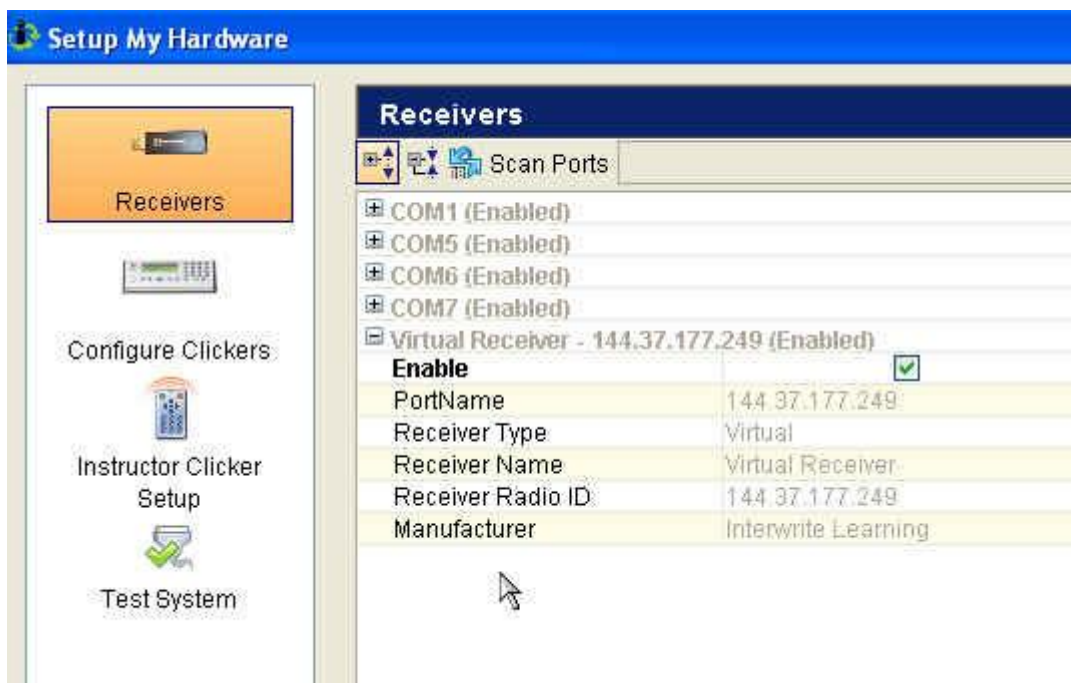 Setup My Hardware
Receivers
Configure Clickers
Instructor Clicker
Setup
Test System
Receivers
Scan Ports
COM1 (Enabled)
COM5 (Enabled)
COM6 (Enabled)
COM7 (Enabled)
Virtual Receiver - 144.37.177.249 (Enabled)
Enable
PortName 144.37.177.249
Receiver Type Virtual
Receiver Name Virtual Receiver
Receiver Radio ID 144.37.177.249
Manufacturer Interwrite Learning